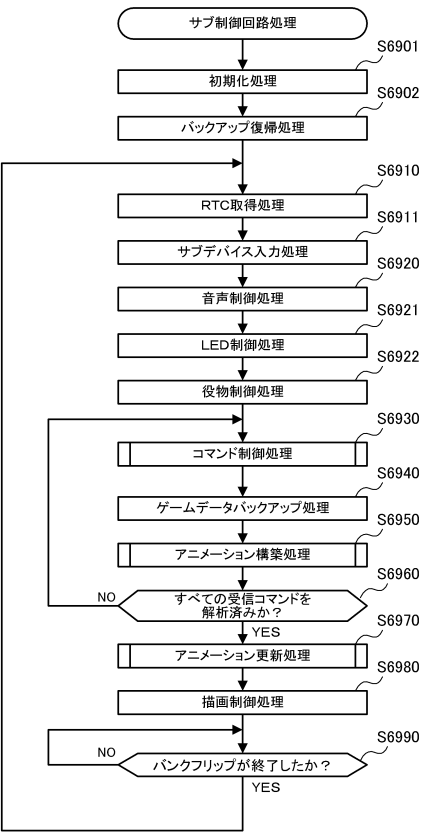 サブ制御回路処理
S6901
初期化処理
S6902
バックアップ復帰処理
S6910
RTC取得処理
S6911
サブデバイス入力処理
S6920
音声制御処理
S6921
LED制御処理
S6922
役物制御処理
S6930
コマンド制御処理
S6940
ゲームデータバックアップ処理
S6950
アニメーション構築処理
S6960
すべての受信コマンドを
解析済みか？
NO
YES
S6970
アニメーション更新処理
S6980
描画制御処理
S6990
バンクフリップが終了したか？
NO
YES